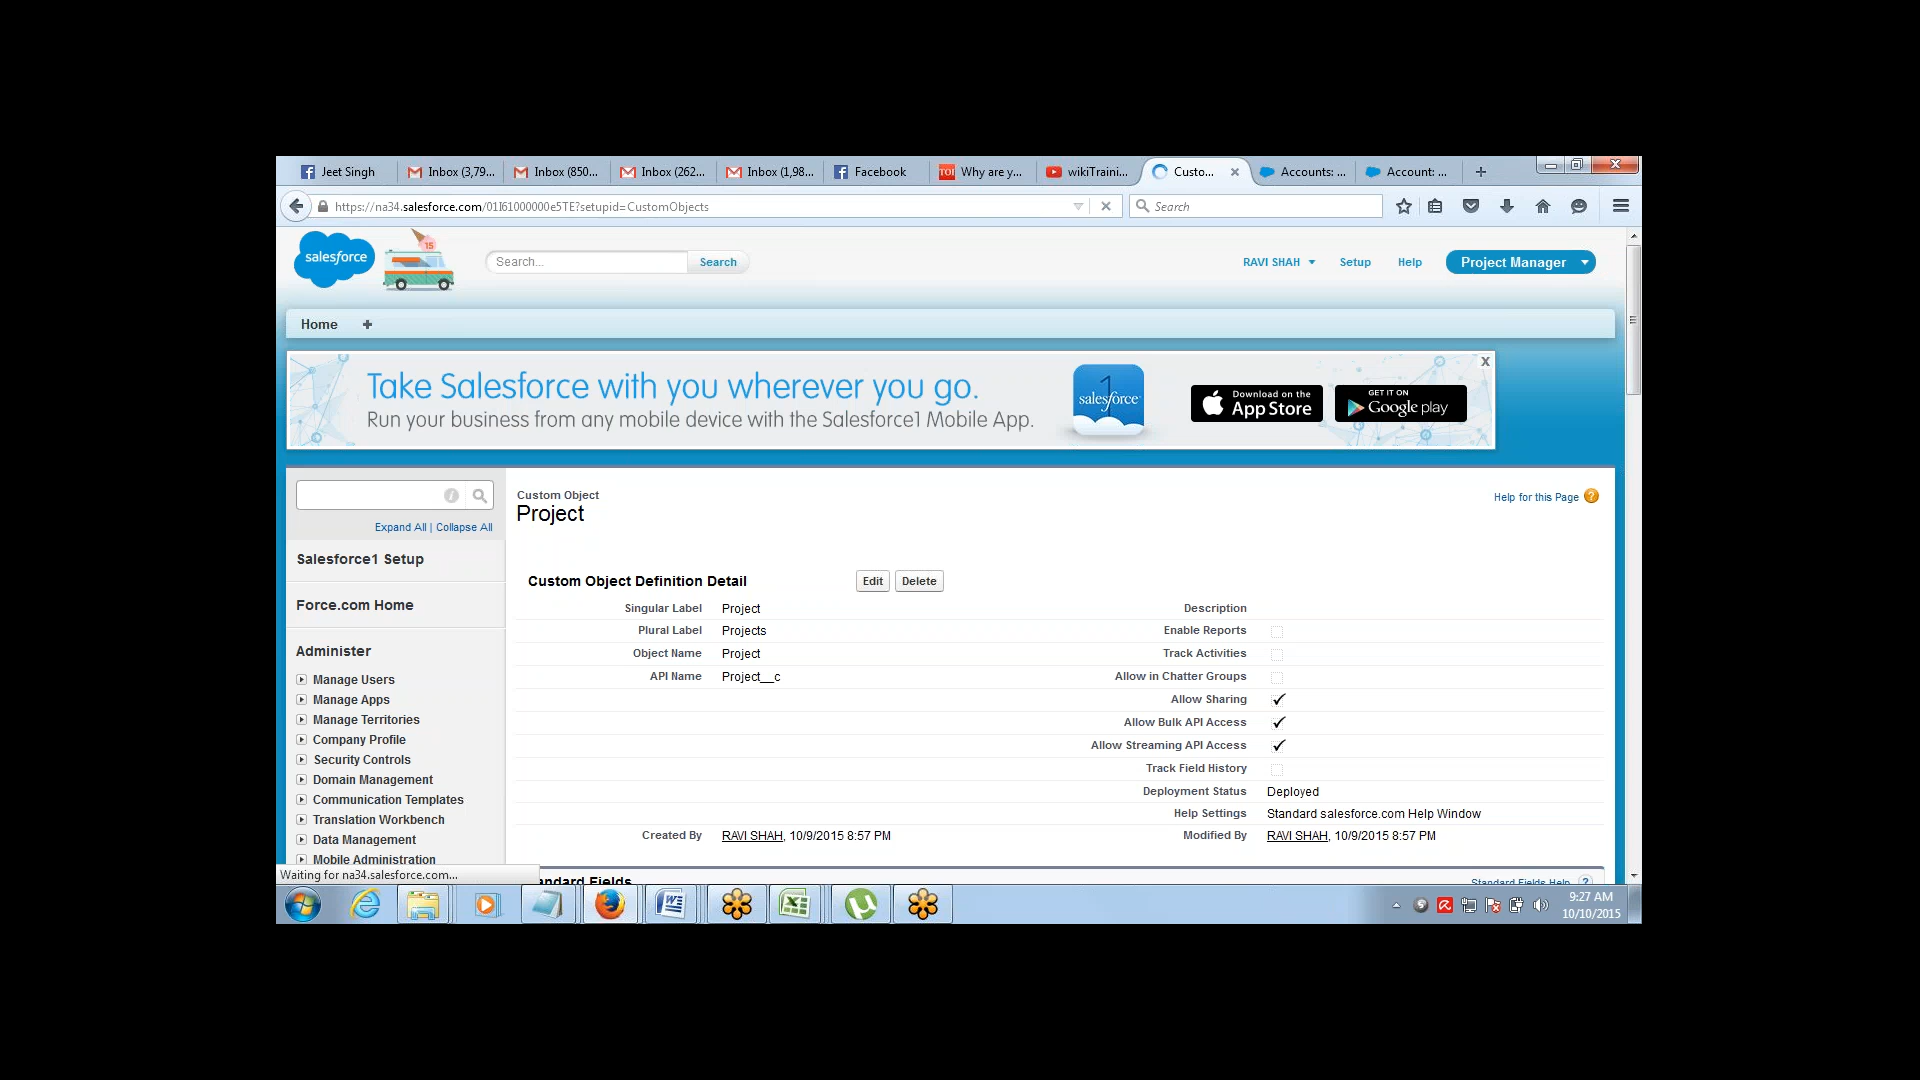 Jeet Singh
Inbox (3,79...
Inbox (850...
Inbox (262...
Inbox (1,98...
Facebook
TOI
Why are y...
wikiTraini...
Custo...
Accounts: ...
Account: ...
https://na34.salesforce.com/01I61000000e5TE?setupid=CustomObjects
Search
salesforce
15
Search...
Search
RAVI SHAH
Setup
Help
Project Manager
Home
Take Salesforce with you wherever you go.
Run your business from any mobile device with the Salesforce1 Mobile App.
1
salesforce
Download on the
App Store
GET IT ON
Google play
X
Expand All | Collapse All
Salesforce1 Setup
Force.com Home
Administer
Manage Users
Manage Apps
Manage Territories
Company Profile
Security Controls
Domain Management
Communication Templates
Translation Workbench
Data Management
Mobile Administration
Custom Object
Project
Help for this Page ?
Custom Object Definition Detail
Edit
Delete
Singular Label Project
Description
Plural Label Projects
Enable Reports
Object Name Project
Track Activities
API Name Project__c
Allow in Chatter Groups
Allow Sharing
Allow Bulk API Access
Allow Streaming API Access
Track Field History
Deployment Status Deployed
Help Settings Standard salesforce.com Help Window
Created By RAVI SHAH, 10/9/2015 8:57 PM
Modified By RAVI SHAH, 10/9/2015 8:57 PM
Waiting for na34.salesforce.com...
andard Fields
Standard Fields Help ?
9:27 AM
10/10/2015